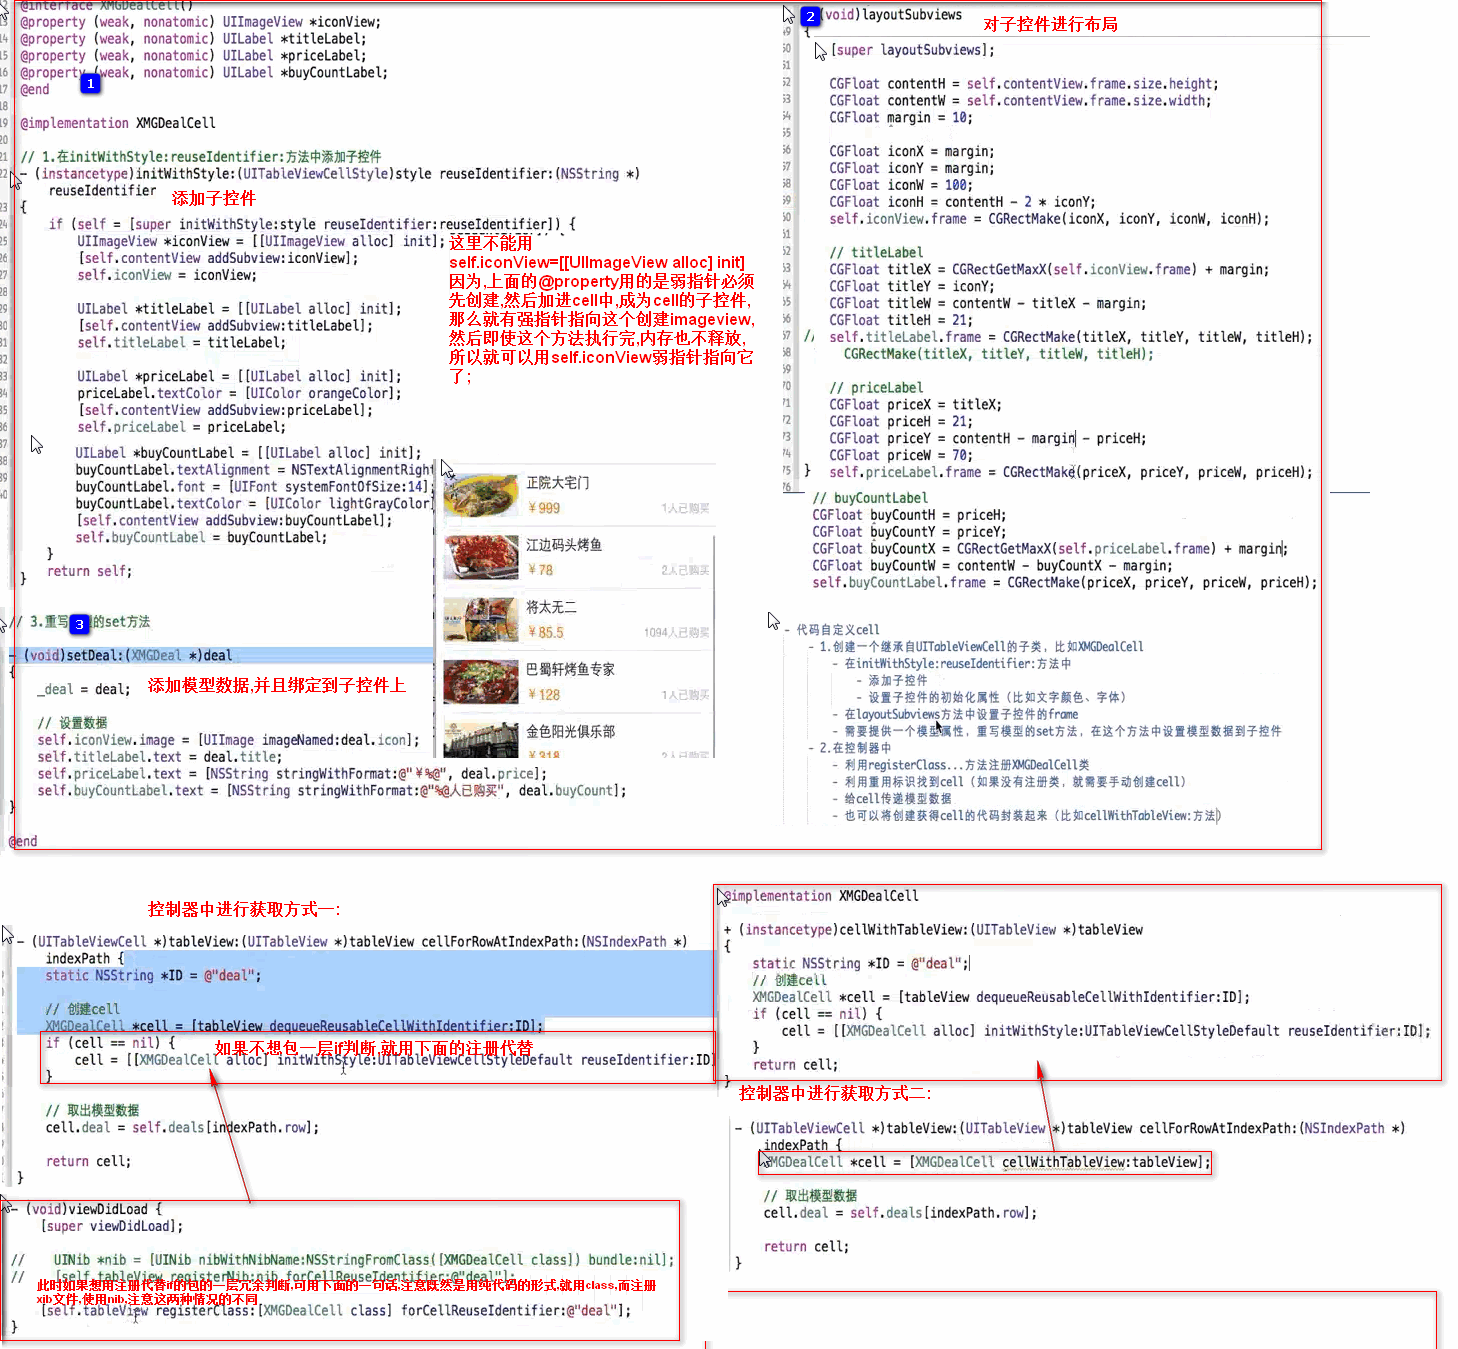 @interface XMGDealCell()
@property (weak, nonatomic) UIImageView *iconView;
@property (weak, nonatomic) UILabel *titleLabel;
@property (weak, nonatomic) UILabel *priceLabel;
@property (weak, nonatomic) UILabel *buyCountLabel;
@end
1
@implementation XMGDealCell
// 1.在initWithStyle:reuseIdentifier:方法中添加子控件
- (instancetype)initWithStyle:(UITableViewCellStyle)style reuseIdentifier:(NSString *)
reuseIdentifier
添加子控件
{
if (self = [super initWithStyle:style reuseIdentifier:reuseIdentifier]) {
UIImageView *iconView = [[UIImageView alloc] init];
[self.contentView addSubview:iconView];
self.iconView = iconView;
UILabel *titleLabel = [[UILabel alloc] init];
[self.contentView addSubview:titleLabel];
self.titleLabel = titleLabel;
UILabel *priceLabel = [[UILabel alloc] init];
priceLabel.textColor = [UIColor orangeColor];
[self.contentView addSubview:priceLabel];
self.priceLabel = priceLabel;
UILabel *buyCountLabel = [[UILabel alloc] init];
buyCountLabel.textAlignment = NSTextAlignmentRight
buyCountLabel.font = [UIFont systemFontOfSize:14];
buyCountLabel.textColor = [UIColor lightGrayColor]
[self.contentView addSubview:buyCountLabel];
self.buyCountLabel = buyCountLabel;
}
return self;
}
这里不能用
self.iconView=[[UIImageView alloc] init]
因为,上面的@property用的是弱指针必须
先创建,然后加进cell中,成为cell的子控件,
那么就有强指针指向这个创建imageview,
然后即使这个方法执行完,内存也不释放,
所以就可以用self.iconView弱指针指向它
了;
正院大宅门
￥999
1人已购买
江边码头烤鱼
￥78
2人已购买
将太无二
￥85.5
1094人已购买
巴蜀轩烤鱼专家
￥128
1人已购买
金色阳光俱乐部
￥318
2人已购买
// 3.重写 的set方法
3
- (void)setDeal:(XMGDeal *)deal
{
_deal = deal;
添加模型数据,并且绑定到子控件上
// 设置数据
self.iconView.image = [UIImage imageNamed:deal.icon];
self.titleLabel.text = deal.title;
self.priceLabel.text = [NSString stringWithFormat:@"￥%@", deal.price];
self.buyCountLabel.text = [NSString stringWithFormat:@"%@人已购买", deal.buyCount];
}
@end
2
(void)layoutSubviews
对子控件进行布局
{
[super layoutSubviews];
CGFloat contentH = self.contentView.frame.size.height;
CGFloat contentW = self.contentView.frame.size.width;
CGFloat margin = 10;
CGFloat iconX = margin;
CGFloat iconY = margin;
CGFloat iconW = 100;
CGFloat iconH = contentH - 2 * iconY;
self.iconView.frame = CGRectMake(iconX, iconY, iconW, iconH);
// titleLabel
CGFloat titleX = CGRectGetMaxX(self.iconView.frame) + margin;
CGFloat titleY = iconY;
CGFloat titleW = contentW - titleX - margin;
CGFloat titleH = 21;
// self.titleLabel.frame = CGRectMake(titleX, titleY, titleW, titleH);
CGRectMake(titleX, titleY, titleW, titleH);
// priceLabel
CGFloat priceX = titleX;
CGFloat priceH = 21;
CGFloat priceY = contentH - margin - priceH;
CGFloat priceW = 70;
} self.priceLabel.frame = CGRectMake(priceX, priceY, priceW, priceH);
// buyCountLabel
CGFloat buyCountH = priceH;
CGFloat buyCountY = priceY;
CGFloat buyCountX = CGRectGetMaxX(self.priceLabel.frame) + margin;
CGFloat buyCountW = contentW - buyCountX - margin;
self.buyCountLabel.frame = CGRectMake(priceX, priceY, priceW, priceH);
- 代码自定义cell
- 1.创建一个继承自UITableViewCell的子类，比如XMGDealCell
- 在initWithStyle:reuseIdentifier:方法中
- 添加子控件
- 设置子控件的初始化属性（比如文字颜色、字体）
- 在layoutSubviews方法中设置子控件的frame
- 需要提供一个模型属性，重写模型的set方法，在这个方法中设置模型数据到子控件
- 2.在控制器中
- 利用registerClass...方法注册XMGDealCell类
- 利用重用标识找到cell（如果没有注册类，就需要手动创建cell）
- 给cell传递模型数据
- 也可以将创建获得cell的代码封装起来（比如cellWithTableView:方法）
控制器中进行获取方式一:
- (UITableViewCell *)tableView:(UITableView *)tableView cellForRowAtIndexPath:(NSIndexPath *)
indexPath {
static NSString *ID = @"deal";
// 创建cell
XMGDealCell *cell = [tableView dequeueReusableCellWithIdentifier:ID];
if (cell == nil) {
如果不想包一层if判断,就用下面的注册代替
cell = [[XMGDealCell alloc] initWithStyle:UITableViewCellStyleDefault reuseIdentifier:ID]
}
// 取出模型数据
cell.deal = self.deals[indexPath.row];
return cell;
}
- (void)viewDidLoad {
[super viewDidLoad];
// UINib *nib = [UINib nibWithNibName:NSStringFromClass([XMGDealCell class]) bundle:nil];
// [self.tableView registerNib:nib forCellReuseIdentifier:@"deal"];
此时如果想用注册代替if的包的一层冗余判断,可用下面的一句话,注意既然是用纯代码的形式,就用class,而注册
xib文件,使用nib,注意这两种情况的不同
[self.tableView registerClass:[XMGDealCell class] forCellReuseIdentifier:@"deal"];
}
@implementation XMGDealCell
+ (instancetype)cellWithTableView:(UITableView *)tableView
{
static NSString *ID = @"deal";
// 创建cell
XMGDealCell *cell = [tableView dequeueReusableCellWithIdentifier:ID];
if (cell == nil) {
cell = [[XMGDealCell alloc] initWithStyle:UITableViewCellStyleDefault reuseIdentifier:ID];
}
return cell;
}
控制器中进行获取方式二:
- (UITableViewCell *)tableView:(UITableView *)tableView cellForRowAtIndexPath:(NSIndexPath *)
indexPath {
XMGDealCell *cell = [XMGDealCell cellWithTableView:tableView];
// 取出模型数据
cell.deal = self.deals[indexPath.row];
return cell;
}